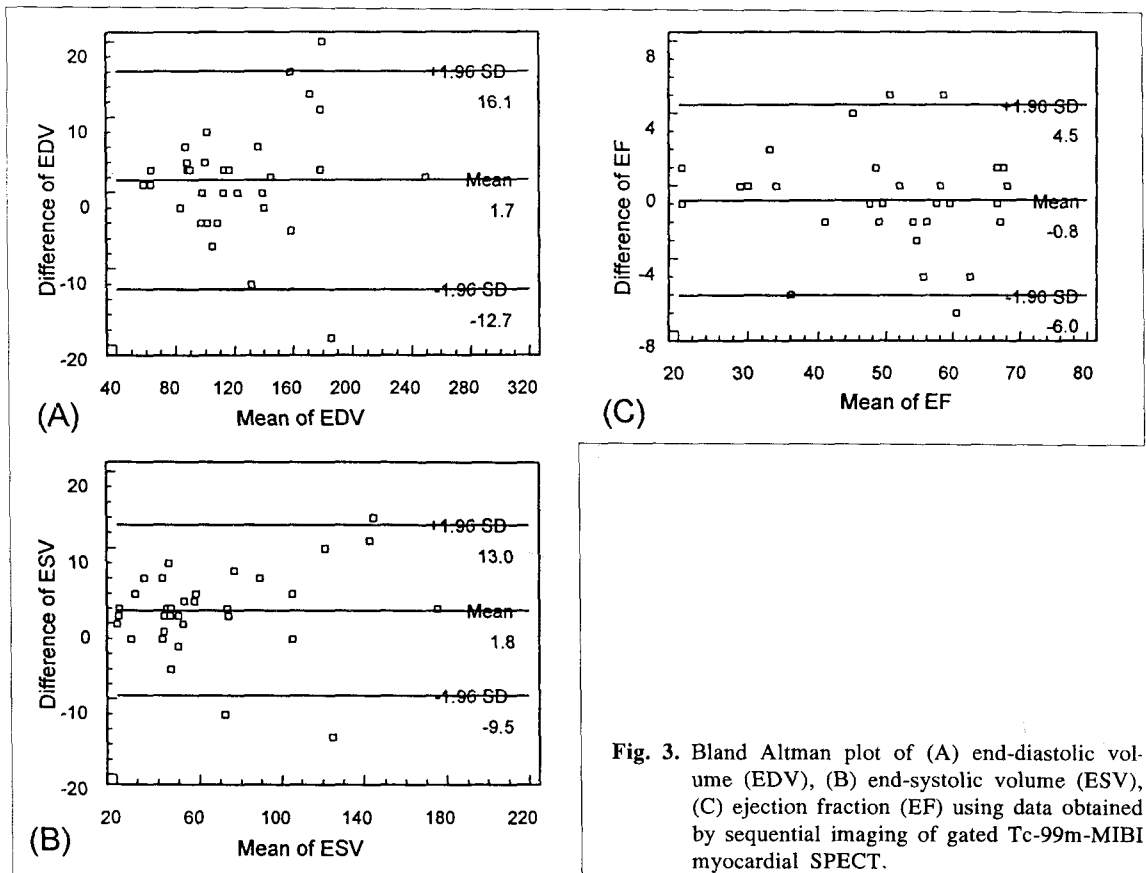 20
10
0
-10
-20
Difference of EDV
+1.96 SD
16.1
Mean
1.7
-1.96 SD
-12.7
40 80 120 160 200 240 280 320
Mean of EDV
(A)
8
4
0
-4
-8
Difference of EF
+1.96 SD
4.5
Mean
-0.8
-1.96 SD
-6.0
20 30 40 50 60 70 80
Mean of EF
(C)
20
10
0
-10
-20
Difference of ESV
+1.96 SD
13.0
Mean
1.8
-1.96 SD
-9.5
20 60 100 140 180 220
Mean of ESV
(B)
Fig. 3. Bland Altman plot of (A) end-diastolic vol-
ume (EDV), (B) end-systolic volume (ESV),
(C) ejection fraction (EF) using data obtained
by sequential imaging of gated Tc-99m-MIBI
myocardial SPECT.